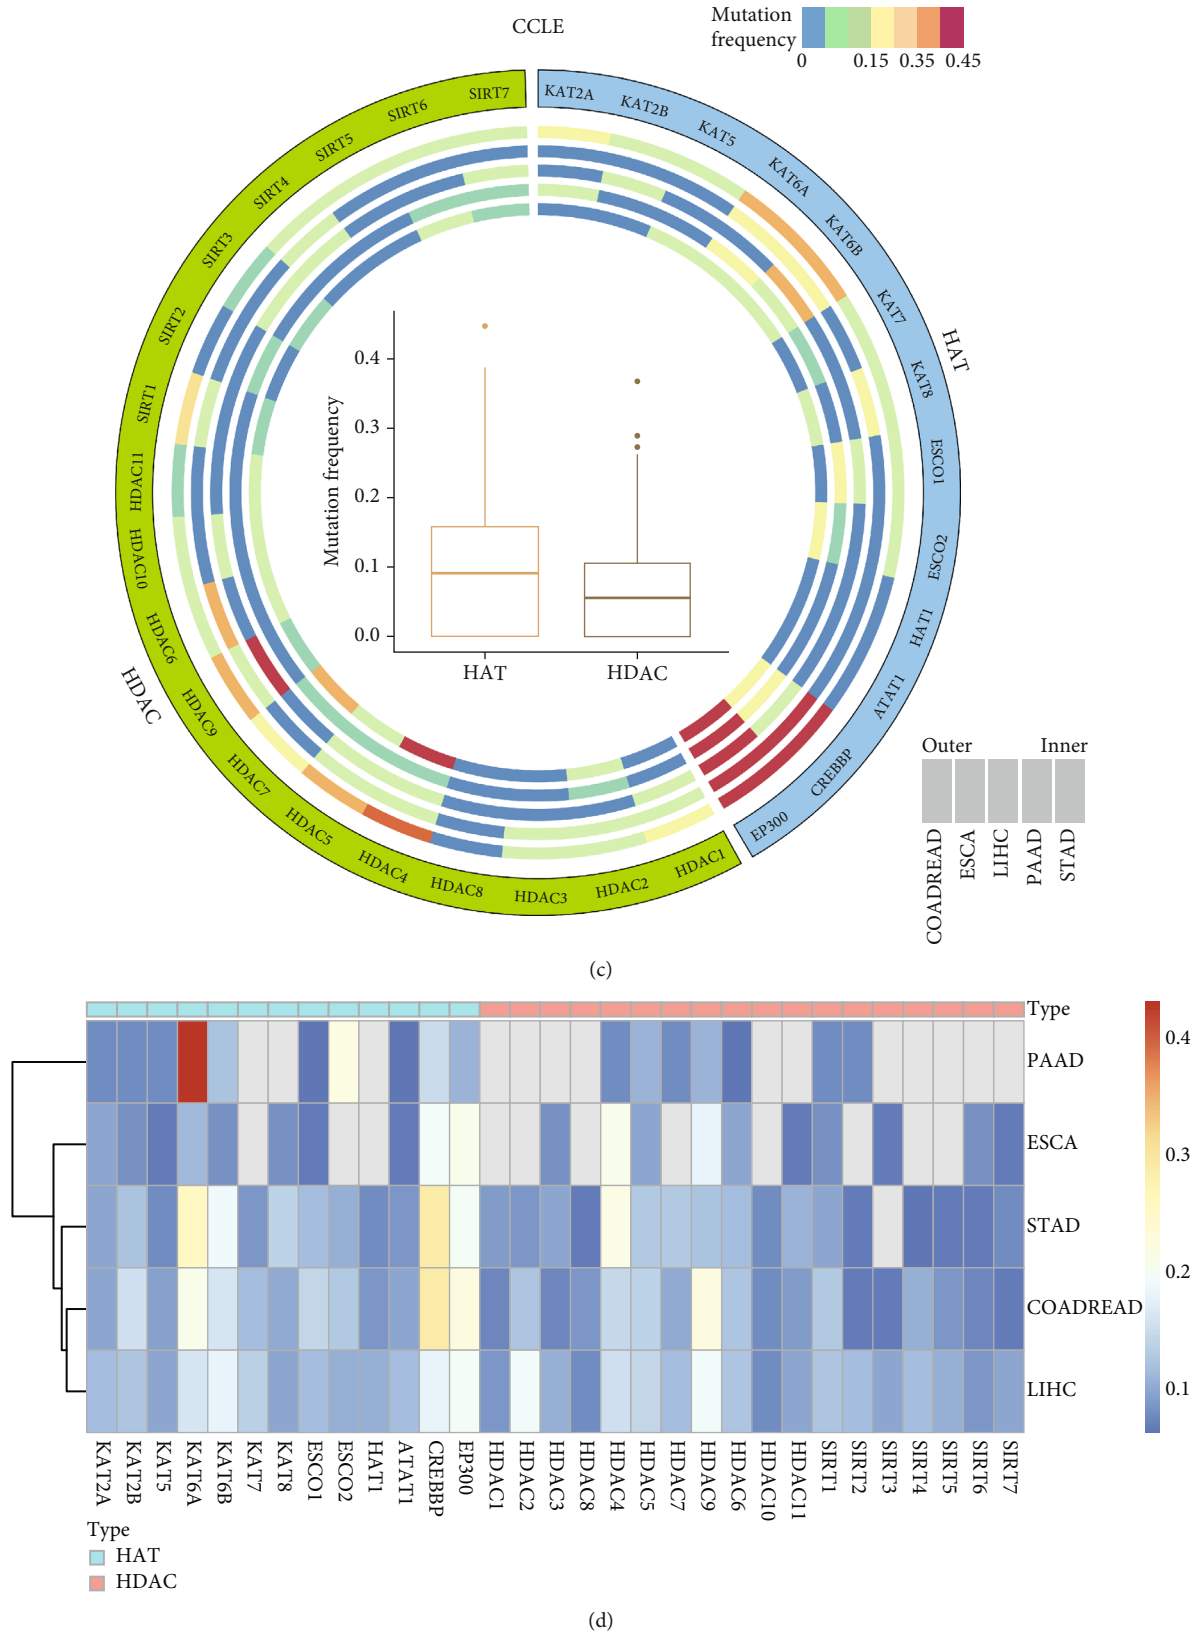 CCLE
Mutation
frequency
0 0.15 0.35 0.45
KAT2A
KAT2B
KAT5
KAT6A
KAT6B
KAT7
KAT8
ESCO1
ESCO2
HAT1
ATAT1
CREBBP
EP300
HAT
HDAC1
HDAC2
HDAC3
HDAC8
HDAC4
HDAC5
HDAC7
HDAC9
HDAC6
HDACIO
HDAC11
SIRT1
SIRT2
SIRT3
SIRT4
SIRT5
SIRT6
SIRT7
HDAC
Mutation frequency
0.4
0.3
0.2
0.1
0.0
HAT HDAC
Outer Inner
COADREAD
ESCA
LIHC
PAAD
STAD
(c)
Type
PAAD
ESCA
STAD
COADREAD
LIHC
0.4
0.3
0.2
0.1
KAT2A
KAT2B
KAT5
KAT6A
KAT6B
KAT7
KAT8
ESCO1
ESCO2
HAT1
ATAT1
CREBBP
EP300
HDAC1
HDAC2
HDAC3
HDAC8
HDAC4
HDAC5
HDAC7
HDAC9
HDAC6
HDAC10
HDAC11
SIRT1
SIRT2
SIRT3
SIRT4
SIRT5
SIRT6
SIRT7
Type
HAT
HDAC
(d)